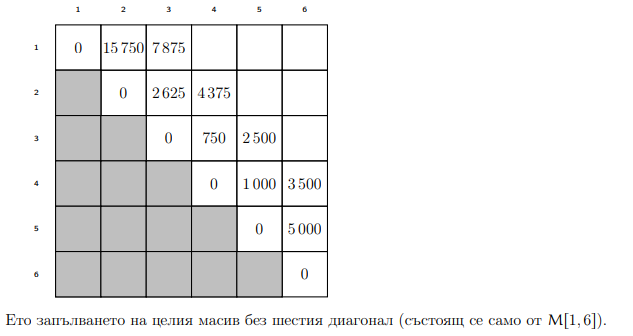 1 2 3 4 5 6
1 0 15 750 7 875
2 0 2 625 4 375
3 0 750 2 500
4 0 1 000 3 500
5 0 5 000
6 0
Ето запълването на целия масив без шестия диагонал (състоящ се само от M[1, 6]).